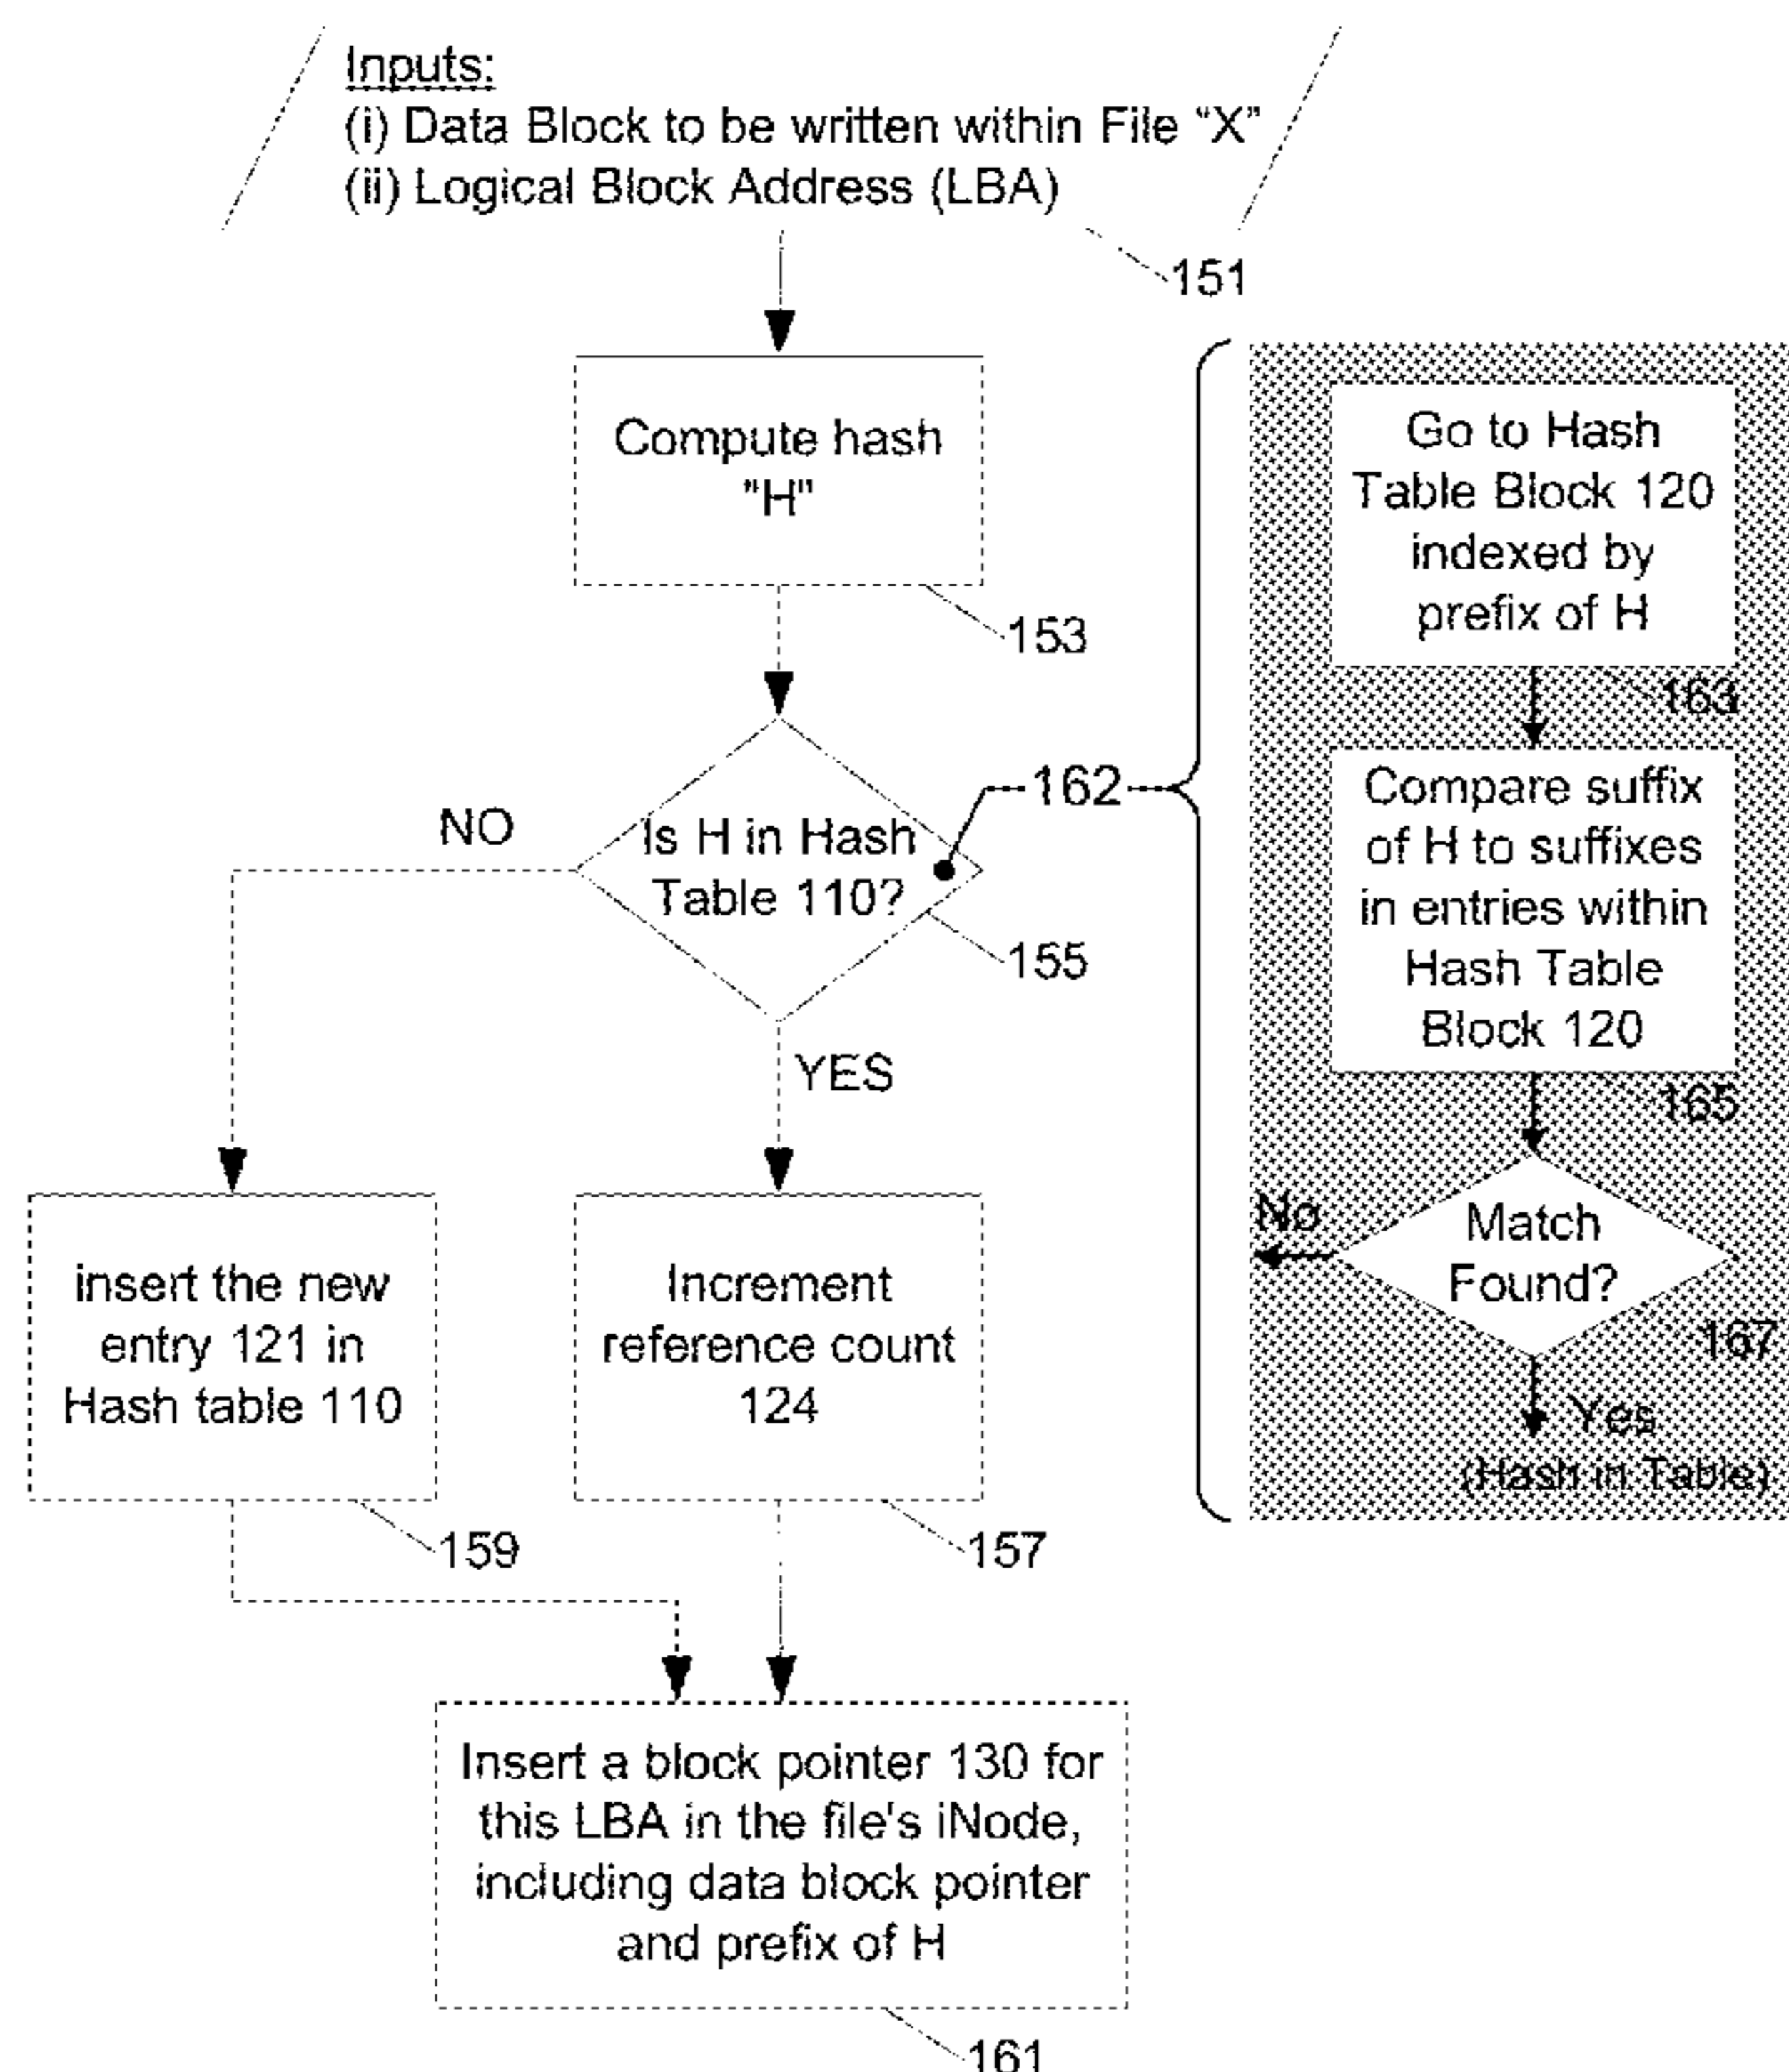 Inputs:
(i) Data Block to be written within File “X”
(ii) Logical Block Address (LBA)
151
Compute hash
"H"
153
Is H in Hash
Table 110?
155
162
NO
YES
insert the new
entry 121 in
Hash table 110
159
Increment
reference count
124
157
Insert a block pointer 130 for
this LBA in the file's iNode,
including data block pointer
and prefix of H
161
Go to Hash
Table Block 120
indexed by
prefix of H
163
Compare suffix
of H to suffixes
in entries within
Hash Table
Block 120
165
Match
Found?
167
No
Yes
(Hash in Table)